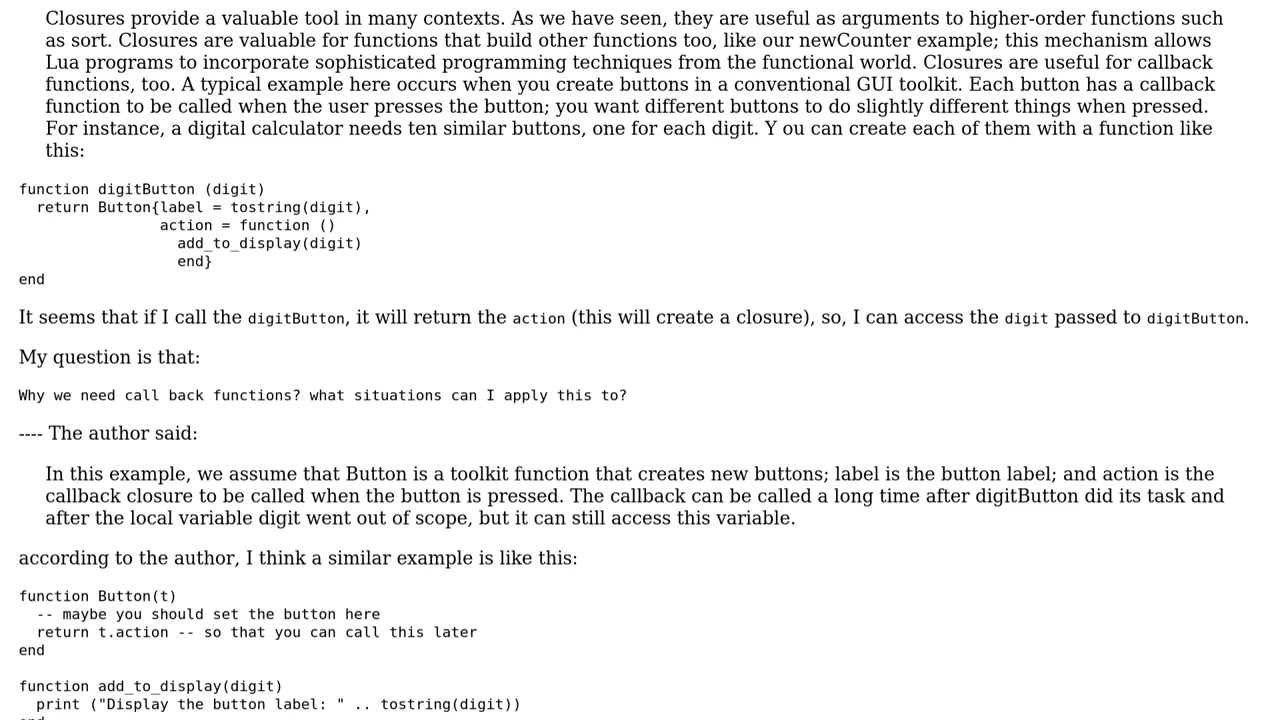 Closures provide a valuable tool in many contexts. As we have seen, they are useful as arguments to higher-order functions such
as sort. Closures are valuable for functions that build other functions too, like our newCounter example; this mechanism allows
Lua programs to incorporate sophisticated programming techniques from the functional world. Closures are useful for callback
functions, too. A typical example here occurs when you create buttons in a conventional GUI toolkit. Each button has a callback
function to be called when the user presses the button; you want different buttons to do slightly different things when pressed.
For instance, a digital calculator needs ten similar buttons, one for each digit. Y ou can create each of them with a function like
this:
function digitButton (digit)
  return Button{label = tostring(digit),
                action = function ()
                  add_to_display(digit)
                  end}
end
It seems that if I call the digitButton, it will return the action (this will create a closure), so, I can access the digit passed to digitButton.
My question is that:
Why we need call back functions? what situations can I apply this to?
---- The author said:
In this example, we assume that Button is a toolkit function that creates new buttons; label is the button label; and action is the
callback closure to be called when the button is pressed. The callback can be called a long time after digitButton did its task and
after the local variable digit went out of scope, but it can still access this variable.
according to the author, I think a similar example is like this:
function Button(t)
  -- maybe you should set the button here
  return t.action -- so that you can call this later
end
function add_to_display(digit)
  print ("Display the button label: " .. tostring(digit))